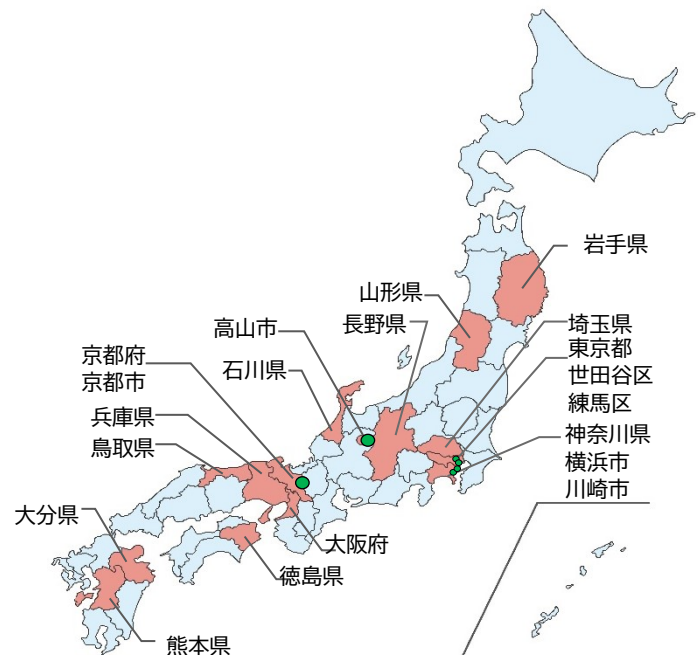 岩手県
山形県
長野県
高山市
埼玉県
東京都
世田谷区
練馬区
京都府
京都市
石川県
兵庫県
鳥取県
神奈川県
横浜市
川崎市
大分県
大阪府
徳島県
熊本県